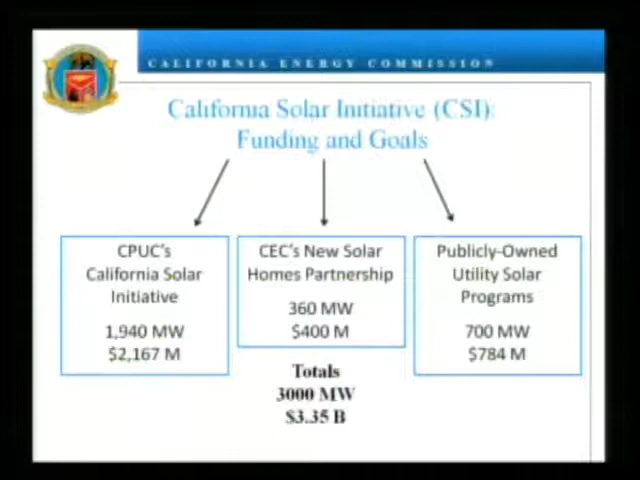 CALIFORNIA ENERGY COMMISSION
California Solar Initiative (CSI):
Funding and Goals
CPUC's
California Solar
Initiative
1,940 MW
$2,167 M
CEC's New Solar
Homes Partnership
360 MW
$400 M
Publicly-Owned
Utility Solar
Programs
700 MW
$784 M
Totals
3000 MW
$3.35 B